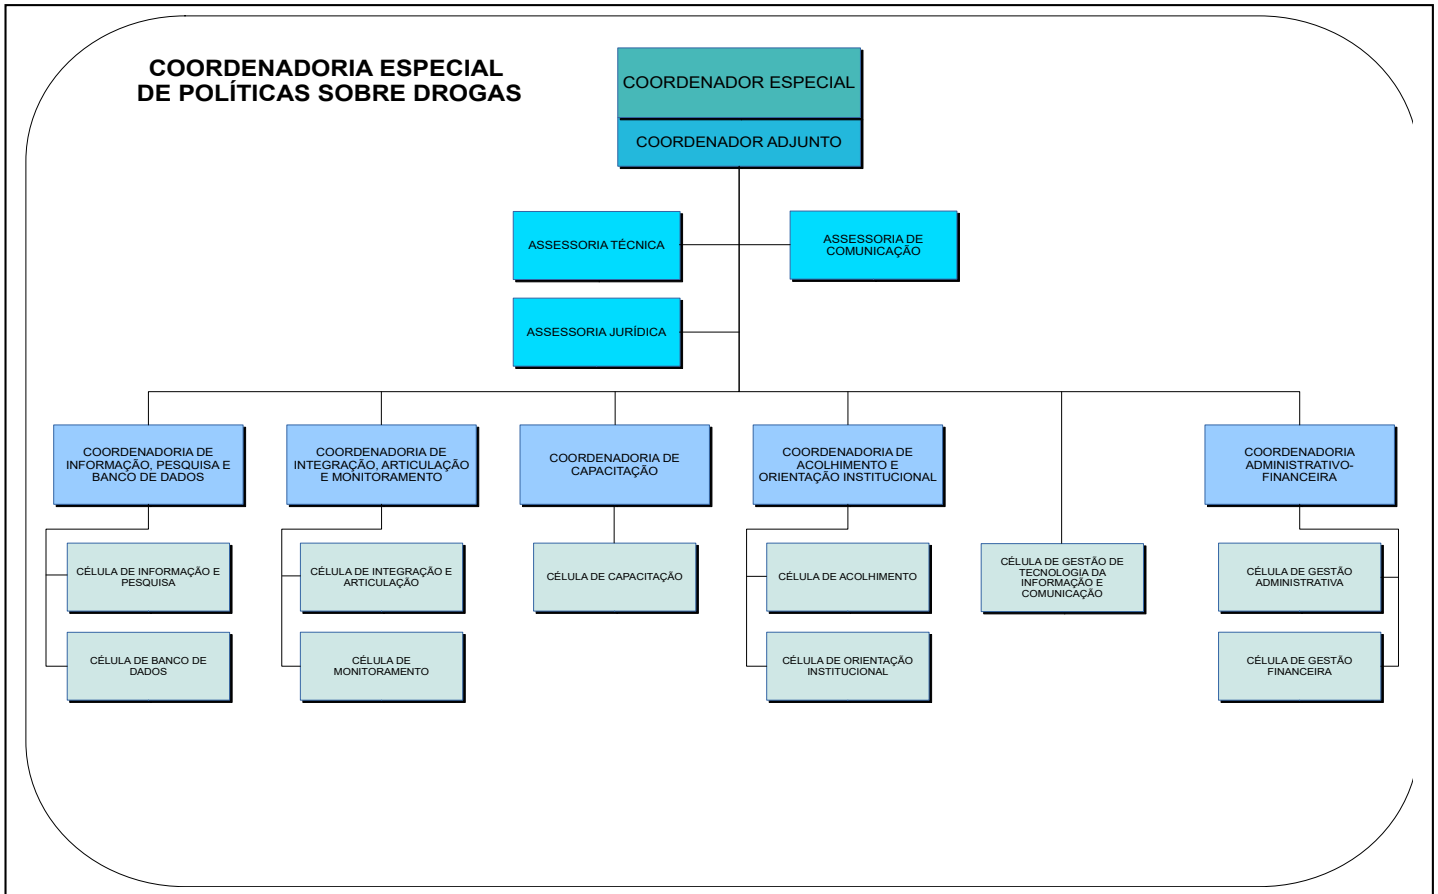 COORDENADORIA ESPECIAL
DE POLÍTICAS SOBRE DROGAS
COORDENADOR ESPECIAL
COORDENADOR ADJUNTO
ASSESSORIA TÉCNICA
ASSESSORIA DE
COMUNICAÇÃO
ASSESSORIA JURÍDICA
COORDENADORIA DE
INFORMAÇÃO, PESQUISA E
BANCO DE DADOS
COORDENADORIA DE
INTEGRAÇÃO, ARTICULAÇÃO
E MONITORAMENTO
COORDENADORIA DE
CAPACITAÇÃO
COORDENADORIA DE
ACOLHIMENTO E
ORIENTAÇÃO INSTITUCIONAL
COORDENADORIA
ADMINISTRATIVO-
FINANCEIRA
CÉLULA DE INFORMAÇÃO E
PESQUISA
CÉLULA DE INTEGRAÇÃO E
ARTICULAÇÃO
CÉLULA DE CAPACITAÇÃO
CÉLULA DE ACOLHIMENTO
CÉLULA DE GESTÃO DE
TECNOLOGIA DA
INFORMAÇÃO E
COMUNICAÇÃO
CÉLULA DE GESTÃO
ADMINISTRATIVA
CÉLULA DE BANCO DE
DADOS
CÉLULA DE
MONITORAMENTO
CÉLULA DE ORIENTAÇÃO
INSTITUCIONAL
CÉLULA DE GESTÃO
FINANCEIRA